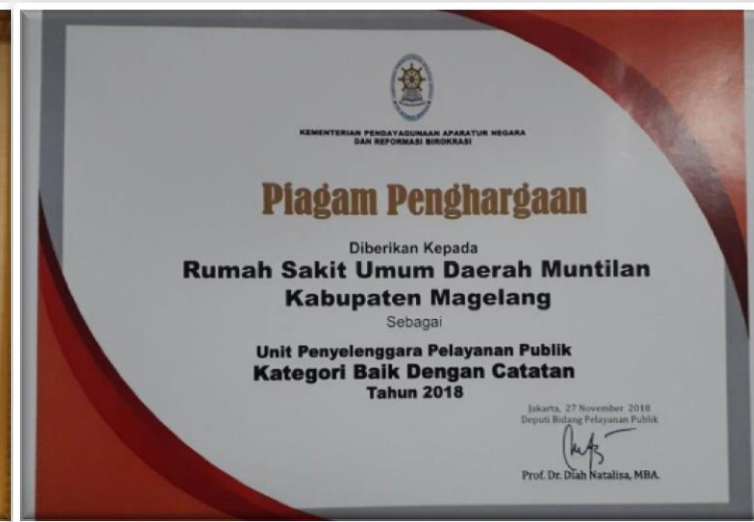 KEMENTERIAN PENDAYAGUNAAN APARATUR NEGARA
DAN REFORMASI BIROKRASI
Piagam Penghargaan
Diberikan Kepada
Rumah Sakit Umum Daerah Muntilan
Kabupaten Magelang
Sebagai
Unit Penyelenggara Pelayanan Publik
Kategori Baik Dengan Catatan
Tahun 2018
Jakarta, 27 November 2018
Deputi Bidang Pelayanan Publik
Prof. Dr. Diah Natalisa, MBA.